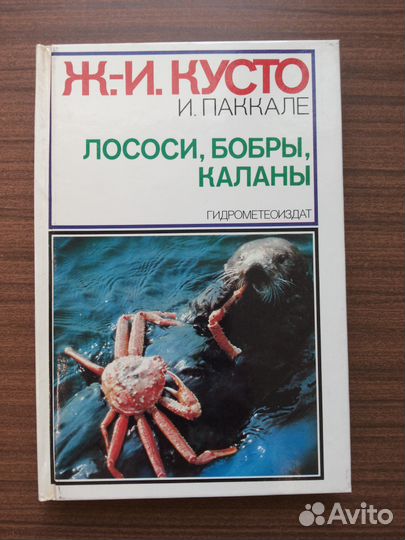 Ж.-И. КУСТО
И. ПАККАЛЕ
ЛОСОСИ, БОБРЫ,
КАЛАНЫ
ГИДРОМЕТЕОИЗДАТ
Avito